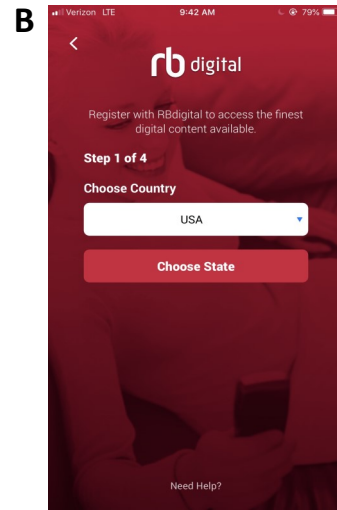 B
Verizon LTE 9:42 AM 79%
rb digital
Register with RBdigital to access the finest
digital content available.
Step 1 of 4
Choose Country
USA
Choose State
Need Help?